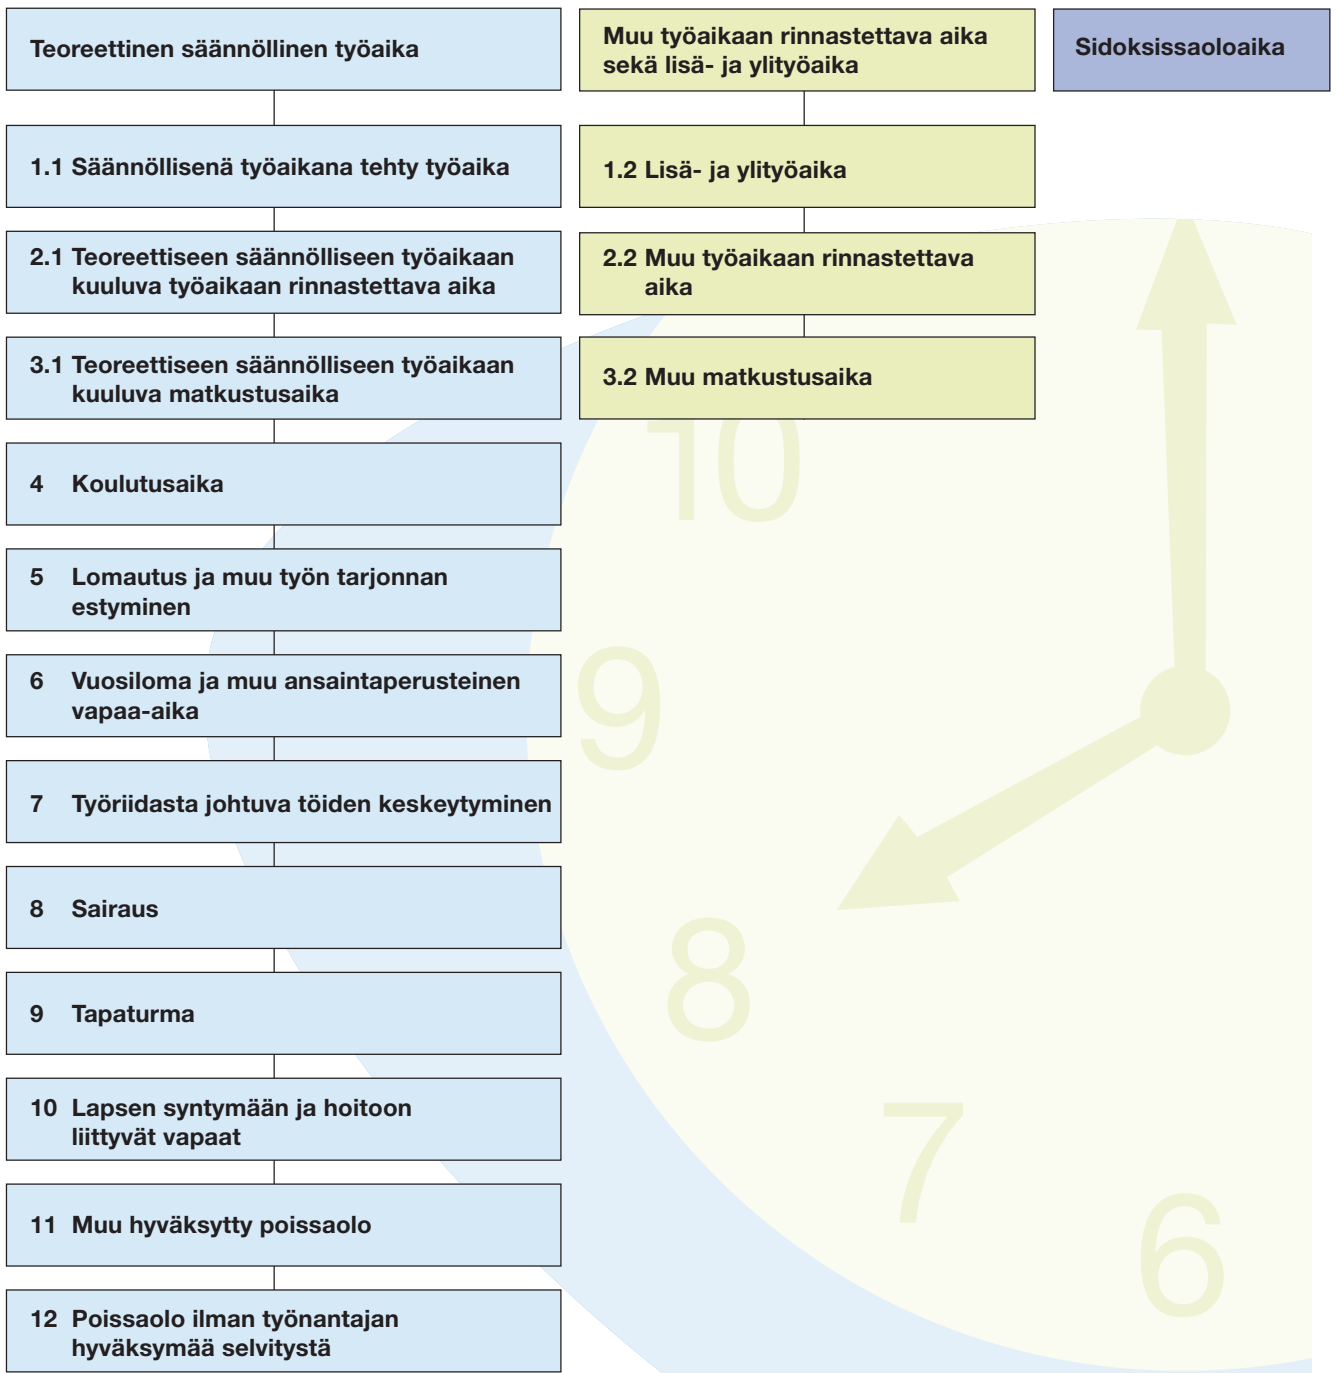 Teoreettinen säännöllinen työaika
1.1 Säännöllisenä työaikana tehty työaika
2.1 Teoreettiseen säännölliseen työaikaan
kuuluva työaikaan rinnastettava aika
3.1 Teoreettiseen säännölliseen työaikaan
kuuluva matkustusaika
4 Koulutusaika
5 Lomautus ja muu työn tarjonnan
estyminen
6 Vuosiloma ja muu ansaintaperusteinen
vapaa-aika
7 Työriidasta johtuva töiden keskeytyminen
8 Sairaus
9 Tapaturma
10 Lapsen syntymään ja hoitoon
liittyvät vapaat
11 Muu hyväksytty poissaolo
12 Poissaolo ilman työnantajan
hyväksymää selvitystä
Muu työaikaan rinnastettava aika
sekä lisä- ja ylityöaika
1.2 Lisä- ja ylityöaika
2.2 Muu työaikaan rinnastettava
aika
3.2 Muu matkustusaika
Sidoksissaoloaika
10
9
8
7
6